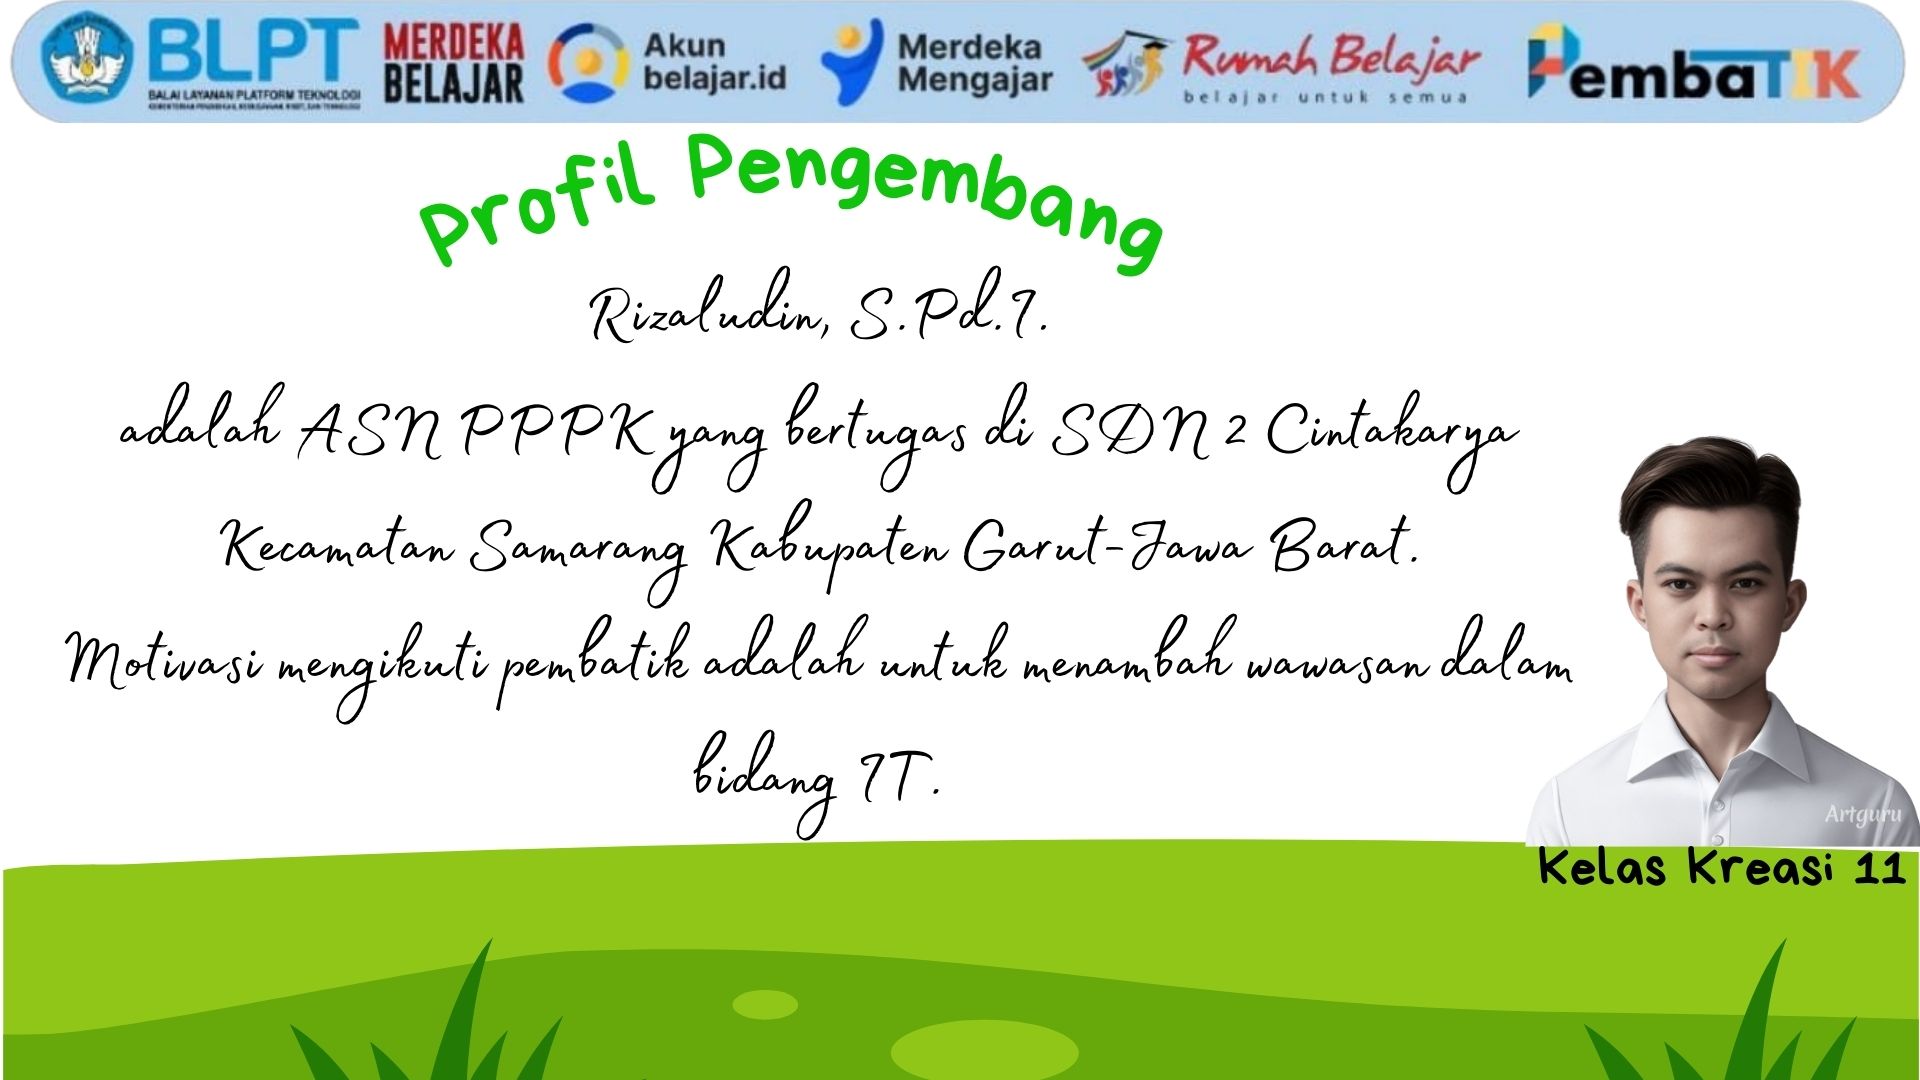 BLPT
BALAI LAYANAN PLATFORM TEKNOLOGI
MERDEKA
BELAJAR
Akun
belajar.id
Merdeka
Mengajar
Rumah Belajar
belajar untuk semua
PembaTIK
Profil Pengembang
Rizaludin, S.Pd.I.
adalah ASN PPPK yang bertugas di SDN 2 Cintakarya
Kecamatan Samarang Kabupaten Garut-Jawa Barat.
Motivasi mengikuti pembatik adalah untuk menambah wawasan dalam
bidang IT.
Artguru
Kelas Kreasi 11